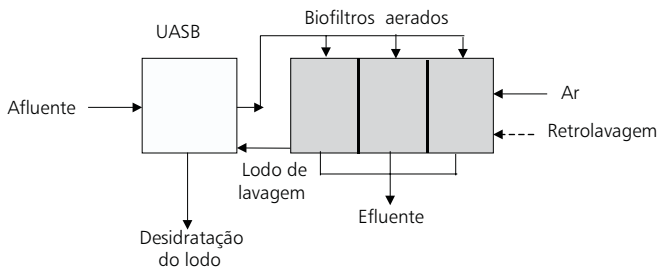 Biofiltros aerados
UASB
Afluente
Ar
Retrolavagem
Lodo de
lavagem
Efluente
Desidratação
do lodo